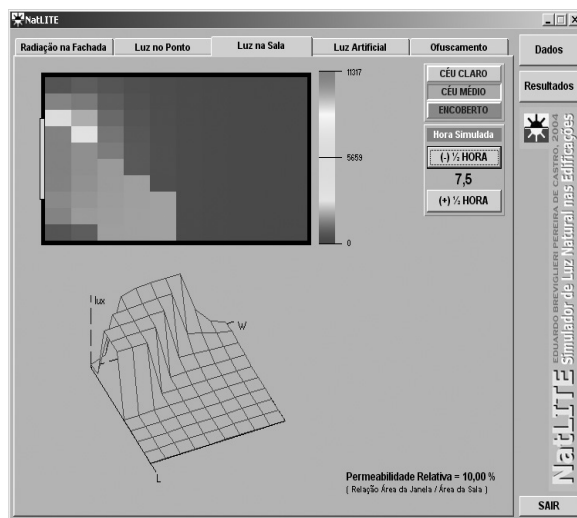 NatLITE
Radiação na Fachada
Luz no Ponto
Luz na Sala
Luz Artificial
Ofuscamento
Dados
Resultados
11317
5659
0
CÉU CLARO
CÉU MÉDIO
ENCOBERTO
Hora Simulada
(-) ½ HORA
7,5
(+) ½ HORA
lux
W
L
Permeabilidade Relativa = 10,00 %
( Relação Área da Janela / Área da Sala )
NatLITE
EDUARDO BREVIGLIERI PEREIRA DE CASTRO, 2004
Simulador de Luz Natural nas Edificações
SAIR